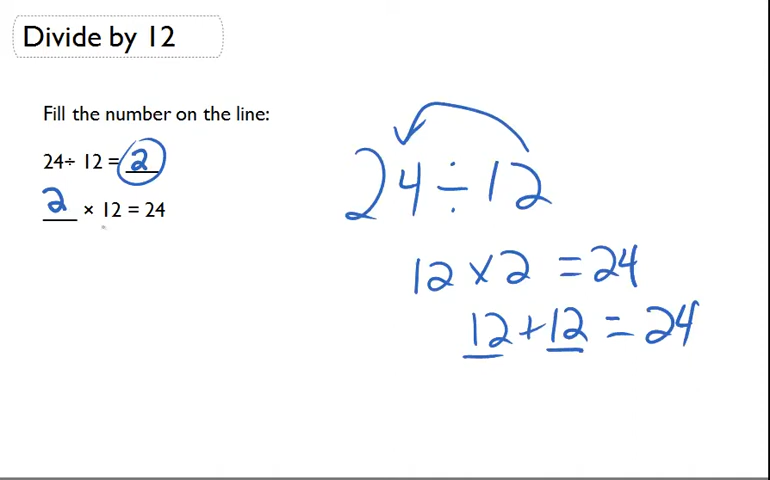 Divide by 12
Fill the number on the line:
24÷ 12 = 2
2 × 12 = 24
24 ÷ 12
12 × 2 = 24
12 + 12 = 24